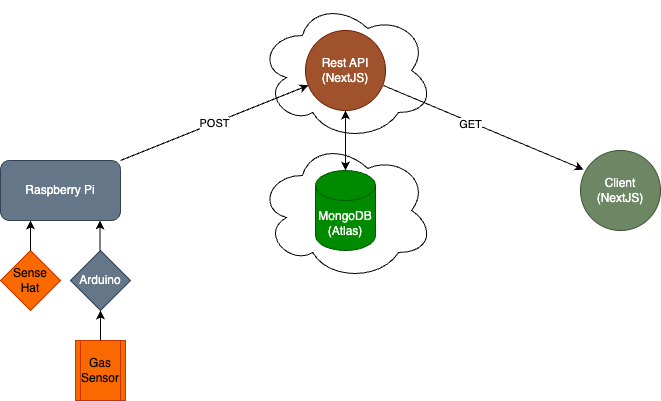 Rest API
(NextJS)
POST
GET
Raspberry Pi
Client
(NextJS)
MongoDB
(Atlas)
Sense
Hat
Arduino
Gas
Sensor